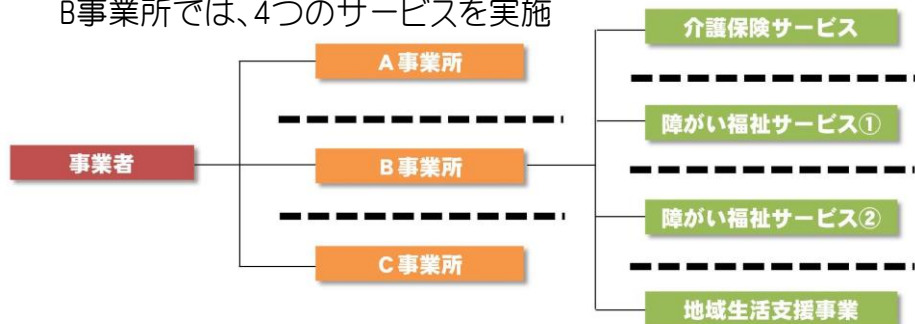 B事業所では、4つのサービスを実施
介護保険サービス
A事業所
障がい福祉サービス①
事業者
B事業所
障がい福祉サービス②
C事業所
地域生活支援事業